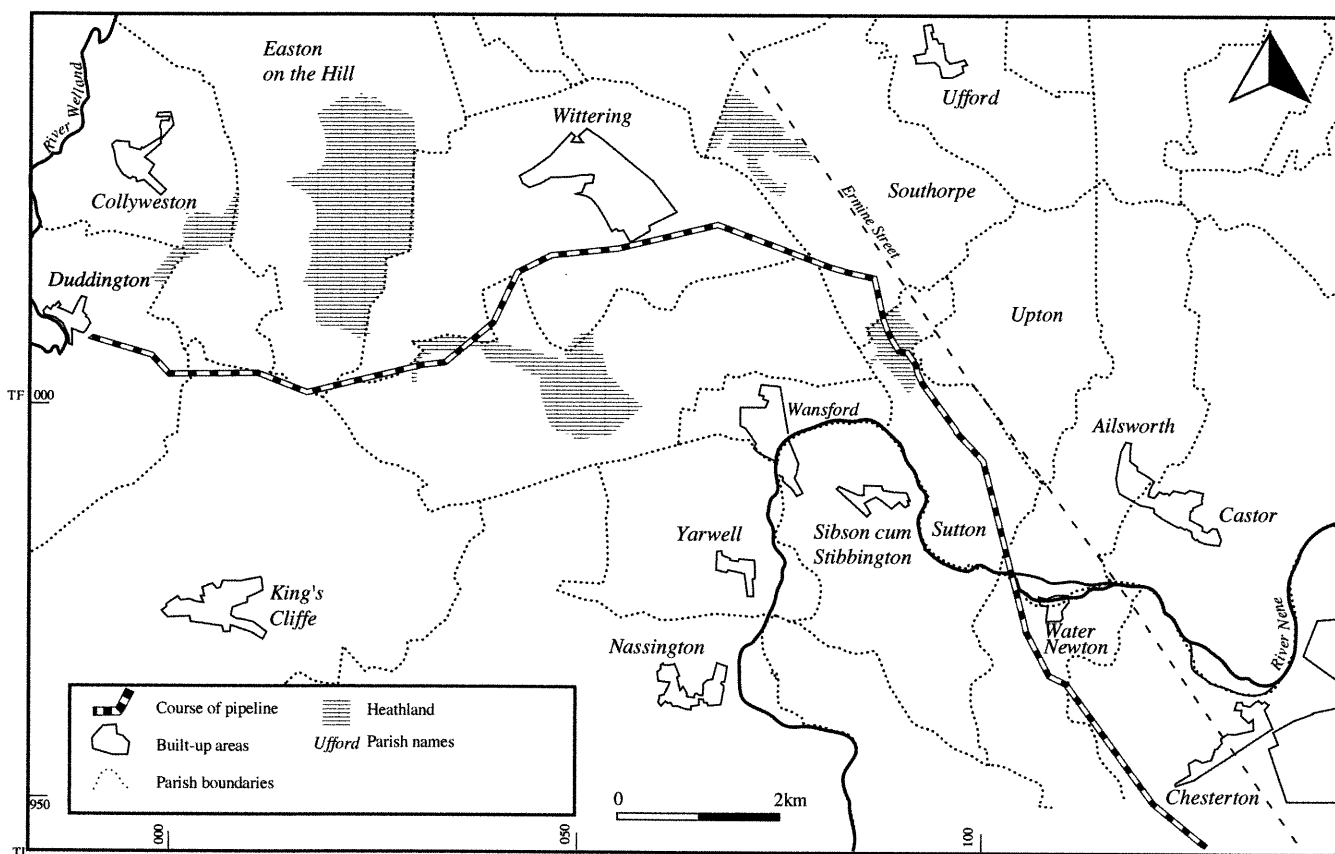 Easton
on the Hill
Ufford
River Welland
Wittering
Collyweston
Southorpe
Ermine Street
Duddington
Upton
TF 000
Wansford
Ailsworth
Castor
Yarwell
Sibson cum
Stibbington
Sutton
King's
Cliffe
Water
Newton
River Nene
Nassington
Course of pipeline
Heathland
Built-up areas
Ufford Parish names
Parish boundaries
0 2km
Chesterton
950
000
050
100
TL